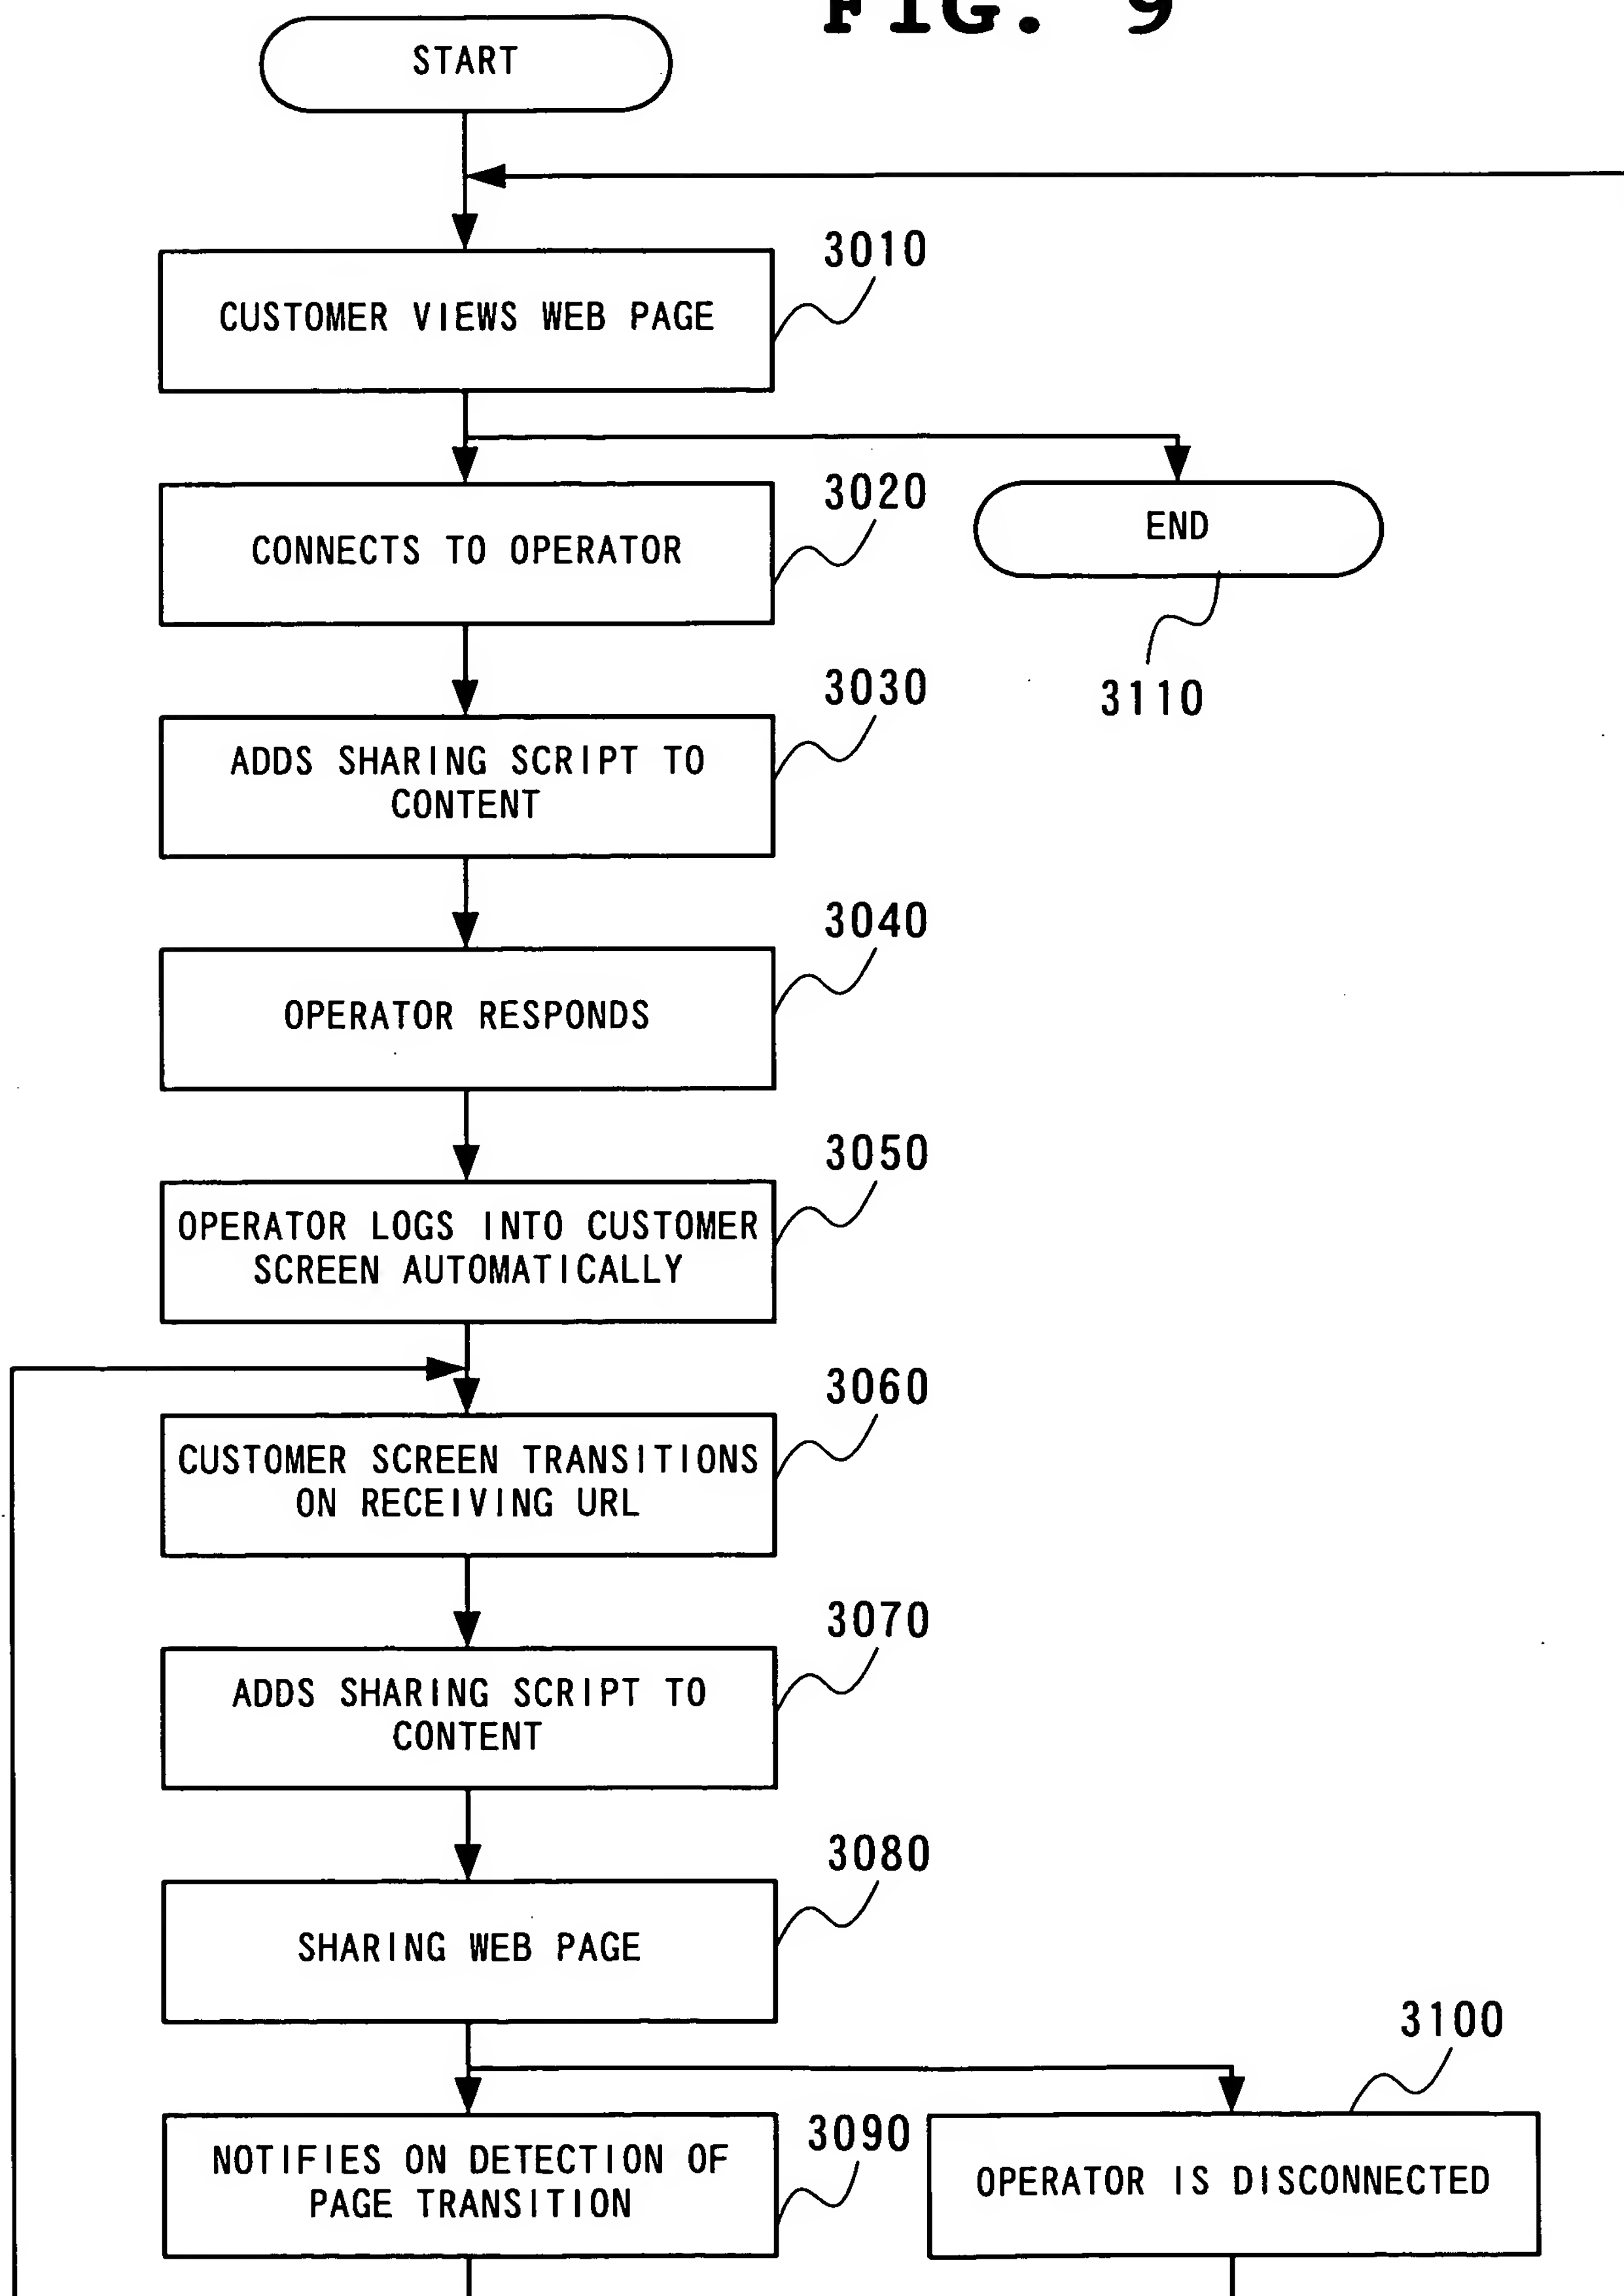 FIG. 9
START
3010
CUSTOMER VIEWS WEB PAGE
3020
CONNECTS TO OPERATOR
END
3110
3030
ADDS SHARING SCRIPT TO
CONTENT
3040
OPERATOR RESPONDS
3050
OPERATOR LOGS INTO CUSTOMER
SCREEN AUTOMATICALLY
3060
CUSTOMER SCREEN TRANSITIONS
ON RECEIVING URL
3070
ADDS SHARING SCRIPT TO
CONTENT
3080
SHARING WEB PAGE
3100
3090
NOTIFIES ON DETECTION OF
PAGE TRANSITION
OPERATOR IS DISCONNECTED